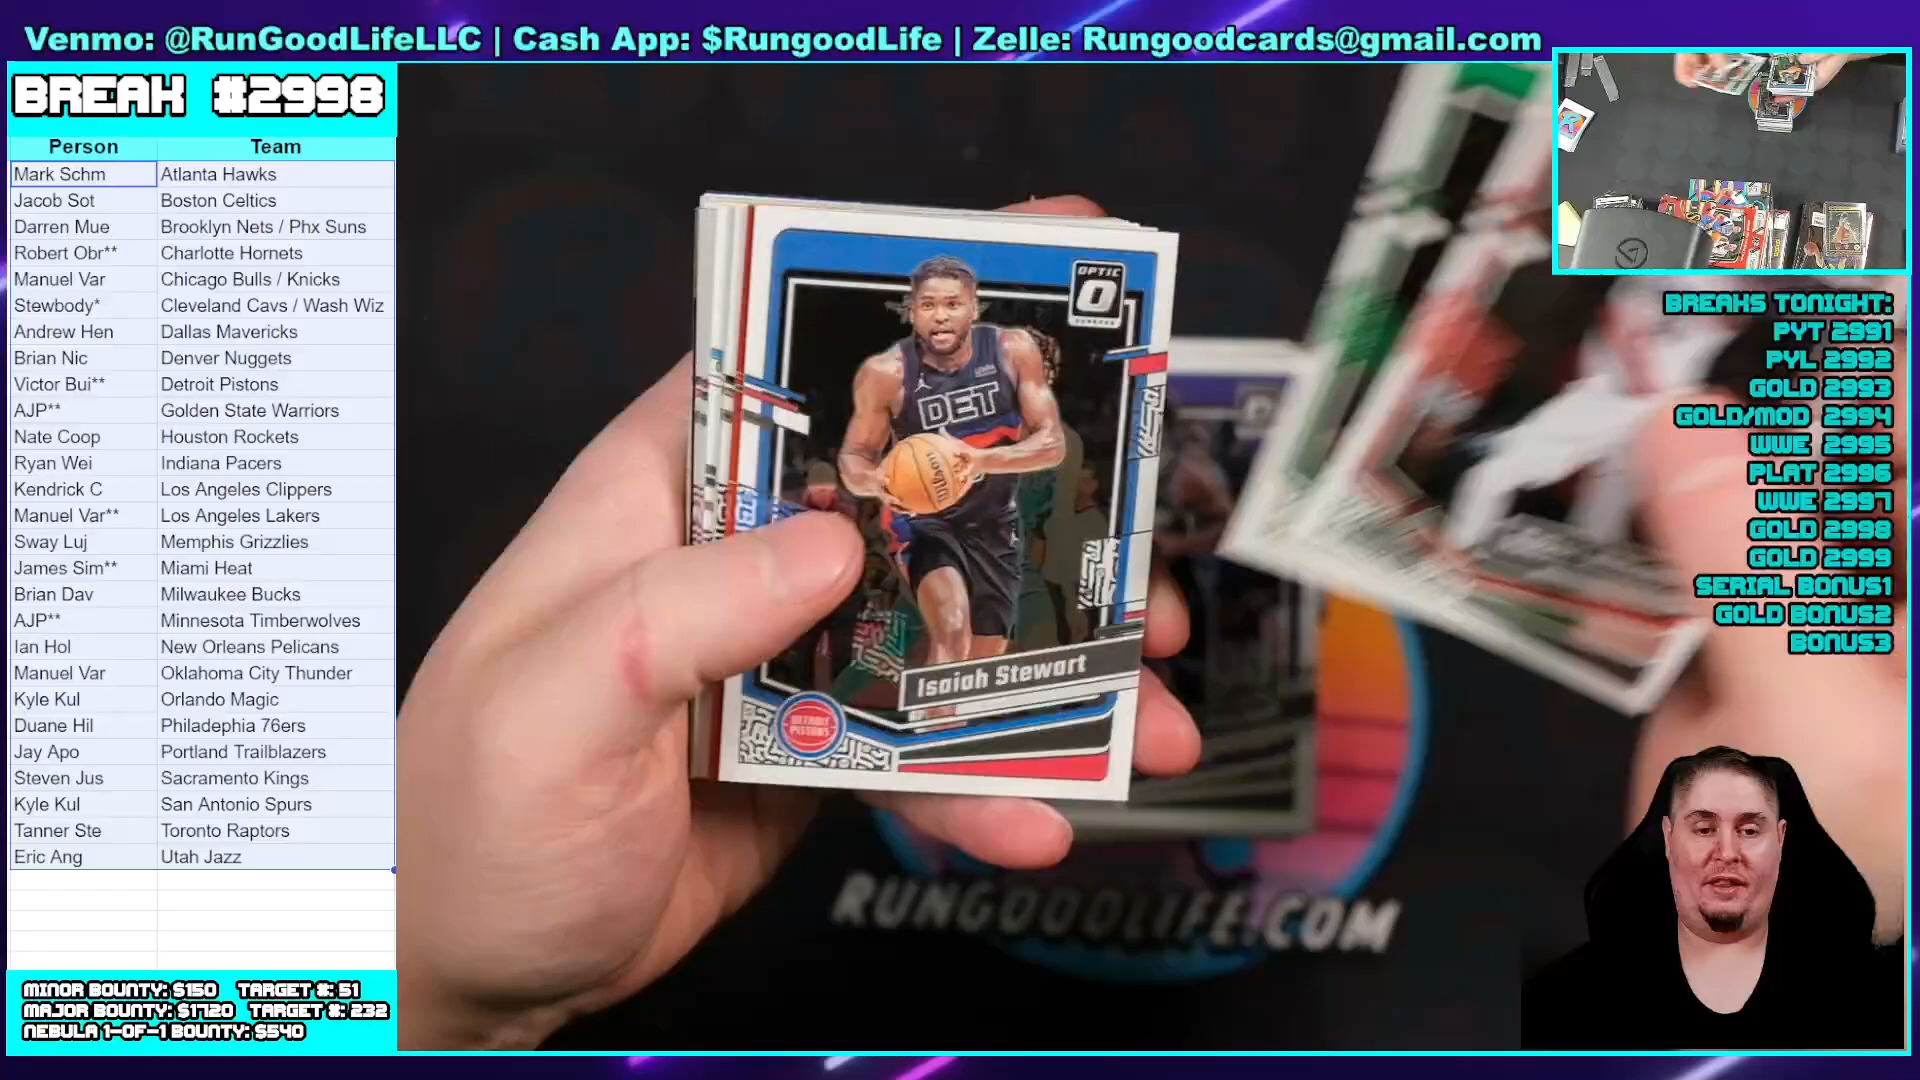 Venmo: @RunGoodLifeLLC | Cash App: $RungoodLife | Zelle: Rungoodcards@gmail.com
BREAK #2998
Person Team
Mark Schm Atlanta Hawks
Jacob Sot Boston Celtics
Darren Mue Brooklyn Nets / Phx Suns
Robert Obr** Charlotte Hornets
Manuel Var Chicago Bulls / Knicks
Stewbody* Cleveland Cavs / Wash Wiz
Andrew Hen Dallas Mavericks
Brian Nic Denver Nuggets
Victor Bui** Detroit Pistons
AJP** Golden State Warriors
Nate Coop Houston Rockets
Ryan Wei Indiana Pacers
Kendrick C Los Angeles Clippers
Manuel Var** Los Angeles Lakers
Sway Luj Memphis Grizzlies
James Sim** Miami Heat
Brian Dav Milwaukee Bucks
AJP** Minnesota Timberwolves
Ian Hol New Orleans Pelicans
Manuel Var Oklahoma City Thunder
Kyle Kul Orlando Magic
Duane Hil Philadephia 76ers
Jay Apo Portland Trailblazers
Steven Jus Sacramento Kings
Kyle Kul San Antonio Spurs
Tanner Ste Toronto Raptors
Eric Ang Utah Jazz
MINOR BOUNTY: $150 TARGET #: 51
MAJOR BOUNTY: $1720 TARGET #: 232
NEBULA 1-OF-1 BOUNTY: $540
OPTIC
DET
Wilson
Isaiah Stewart
DETROIT
PISTONS
RUNGOODLIFE.COM
BREAKS TONIGHT:
PYT 2991
PYL 2992
GOLD 2993
GOLD/MOD 2994
WWE 2995
PLAT 2996
WWE 2997
GOLD 2998
GOLD 2999
SERIAL BONUS1
GOLD BONUS2
BONUS3